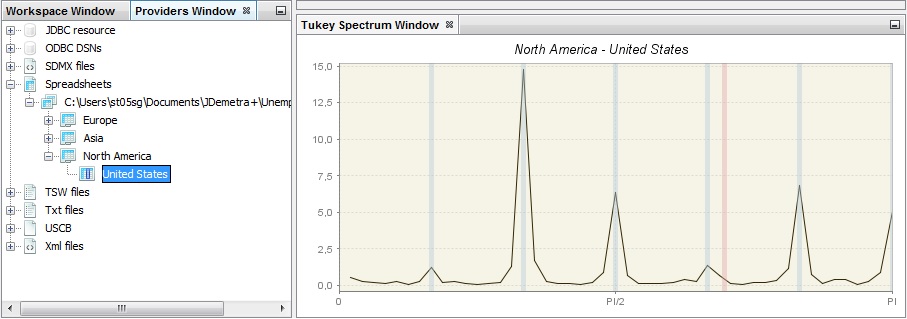 Workspace Window
Providers Window
JDBC resource
ODBC DSNs
SDMX files
Spreadsheets
C:\Users\st05sg\Documents\JDemetra+\Unemp
Europe
Asia
North America
United States
TSW files
Txt files
USCB
Xml files
Tukey Spectrum Window
North America - United States
15,0
12,5
10,0
7,5
5,0
2,5
0,0
0
PI/2
PI